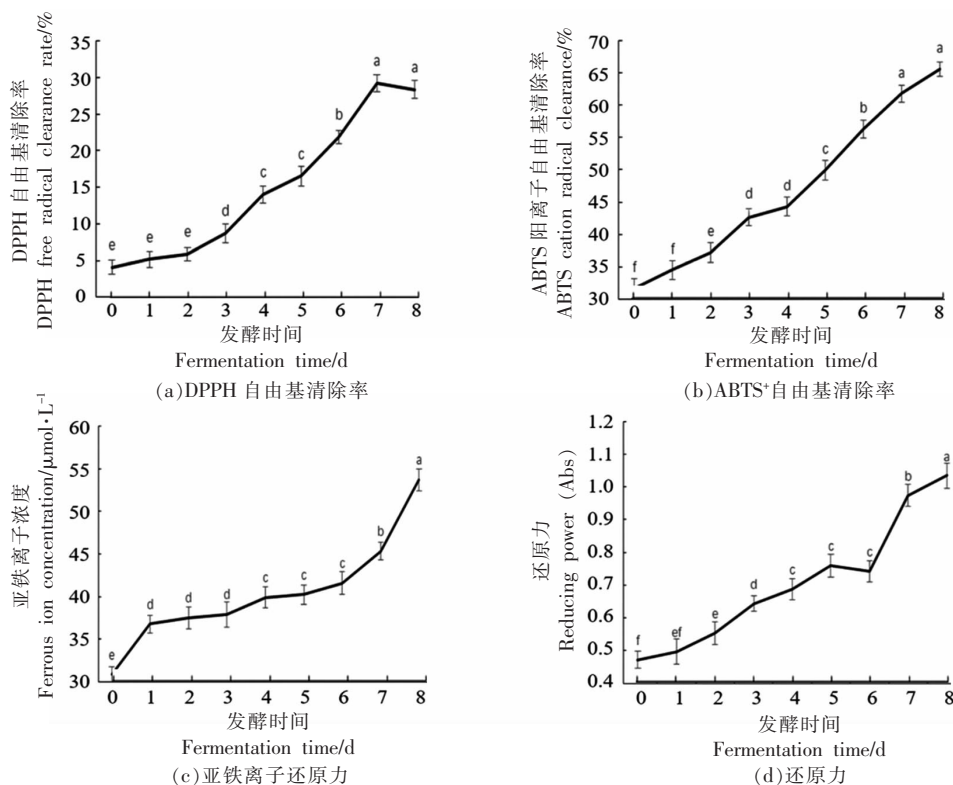 DPPH 自由基清除率
DPPH free radical clearance rate/%
35
30
25
20
15
10
5
0
e
e
e
d
c
c
b
a
a
0 1 2 3 4 5 6 7 8
发酵时间
Fermentation time/d
(a)DPPH 自由基清除率
ABTS 阳离子自由基清除率
ABTS cation radical clearance/%
70
65
60
55
50
45
40
35
30
f
f
e
d
d
c
b
a
a
0 1 2 3 4 5 6 7 8
发酵时间
Fermentation time/d
(b)ABTS⁺自由基清除率
亚铁离子浓度
Ferrous ion concentration/μmol·L⁻¹
60
55
50
45
40
35
30
e
d
d
d
c
c
c
b
a
0 1 2 3 4 5 6 7 8
发酵时间
Fermentation time/d
(c)亚铁离子还原力
还原力
Reducing power (Abs)
1.2
1.1
1.0
0.9
0.8
0.7
0.6
0.5
0.4
f
ef
e
d
c
c
c
b
a
0 1 2 3 4 5 6 7 8
发酵时间
Fermentation time/d
(d)还原力